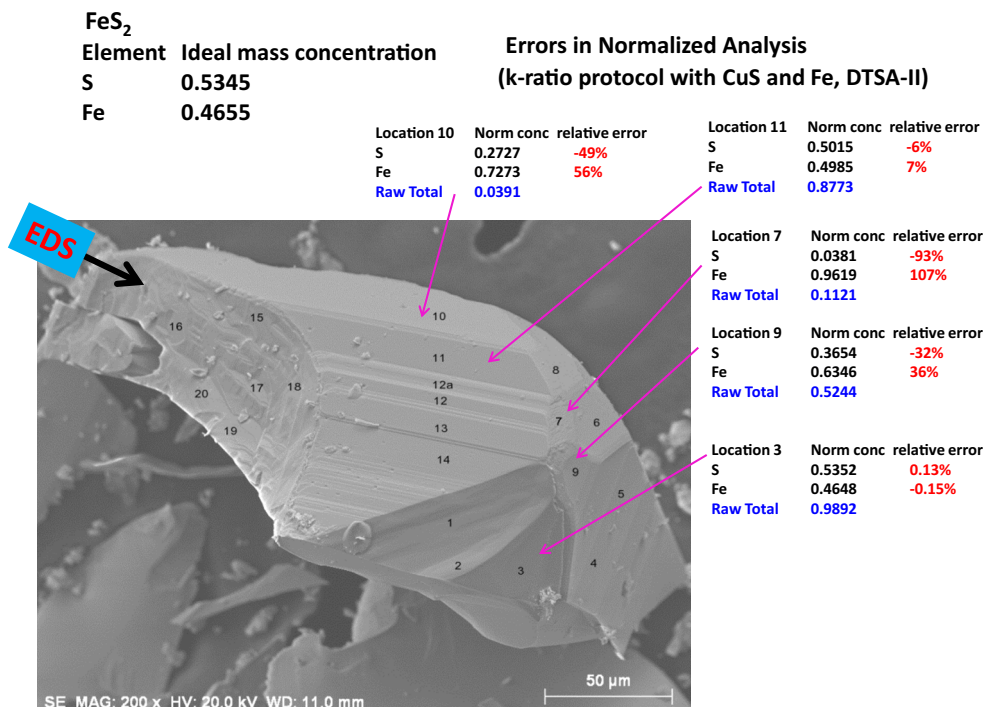 FeS₂
Element Ideal mass concentration
S 0.5345
Fe 0.4655
Errors in Normalized Analysis
(k-ratio protocol with CuS and Fe, DTSA-II)
Location 10 Norm conc relative error
S 0.2727 -49%
Fe 0.7273 56%
Raw Total 0.0391
Location 11 Norm conc relative error
S 0.5015 -6%
Fe 0.4985 7%
Raw Total 0.8773
Location 7 Norm conc relative error
S 0.0381 -93%
Fe 0.9619 107%
Raw Total 0.1121
Location 9 Norm conc relative error
S 0.3654 -32%
Fe 0.6346 36%
Raw Total 0.5244
Location 3 Norm conc relative error
S 0.5352 0.13%
Fe 0.4648 -0.15%
Raw Total 0.9892
EDS
10
15
16
11
8
12a
18
17
20
12
7
6
13
19
14
9
5
1
2
3
4
50 µm
SE MAG: 200 x HV: 20.0 kV WD: 11.0 mm